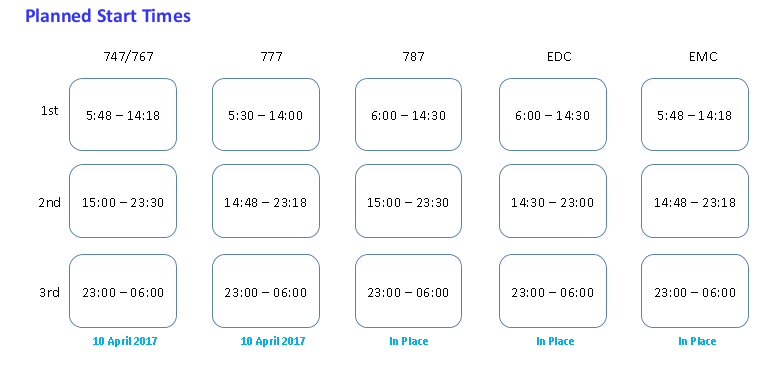 Planned Start Times
747/767 777 787 EDC EMC
1st 5:48 – 14:18 5:30 – 14:00 6:00 – 14:30 6:00 – 14:30 5:48 – 14:18
2nd 15:00 – 23:30 14:48 – 23:18 15:00 – 23:30 14:30 – 23:00 14:48 – 23:18
3rd 23:00 – 06:00 23:00 – 06:00 23:00 – 06:00 23:00 – 06:00 23:00 – 06:00
10 April 2017 10 April 2017 In Place In Place In Place